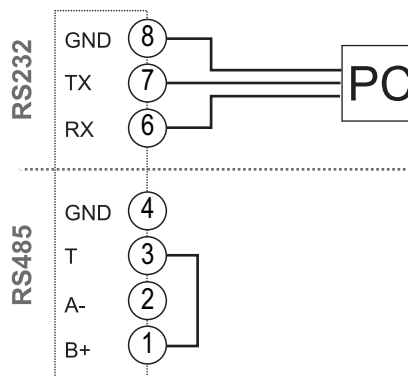 RS232
GND 8
TX 7
RX 6
PC
RS485
GND 4
T 3
A- 2
B+ 1